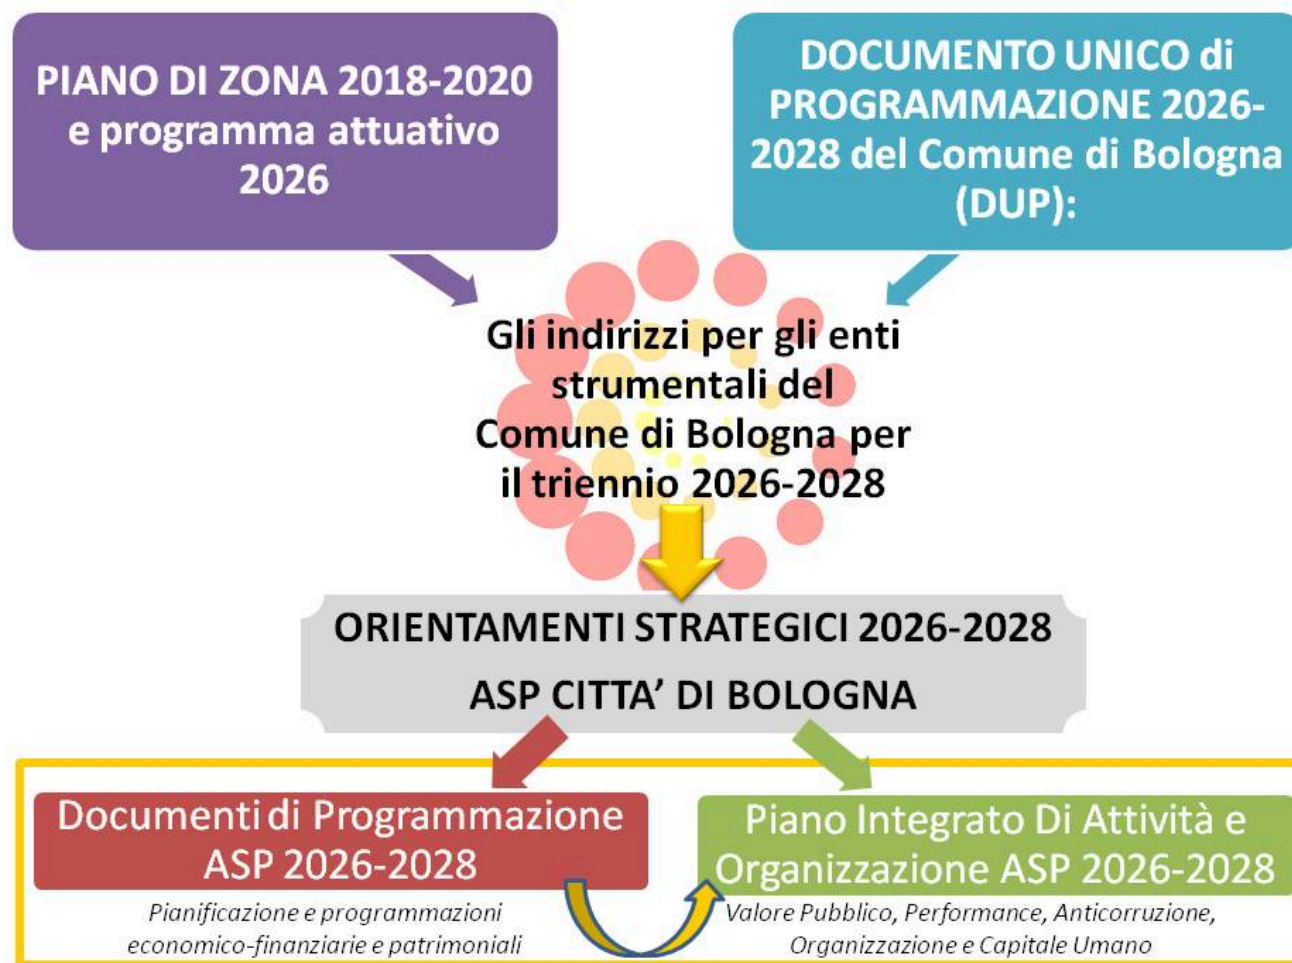 PIANO DI ZONA 2018-2020
e programma attuativo
2026
DOCUMENTO UNICO di
PROGRAMMAZIONE 2026-
2028 del Comune di Bologna
(DUP):
Gli indirizzi per gli enti
strumentali del
Comune di Bologna per
il triennio 2026-2028
ORIENTAMENTI STRATEGICI 2026-2028
ASP CITTA’ DI BOLOGNA
Documenti di Programmazione
ASP 2026-2028
Pianificazione e programmazioni
economico-finanziarie e patrimoniali
Piano Integrato Di Attività e
Organizzazione ASP 2026-2028
Valore Pubblico, Performance, Anticorruzione,
Organizzazione e Capitale Umano